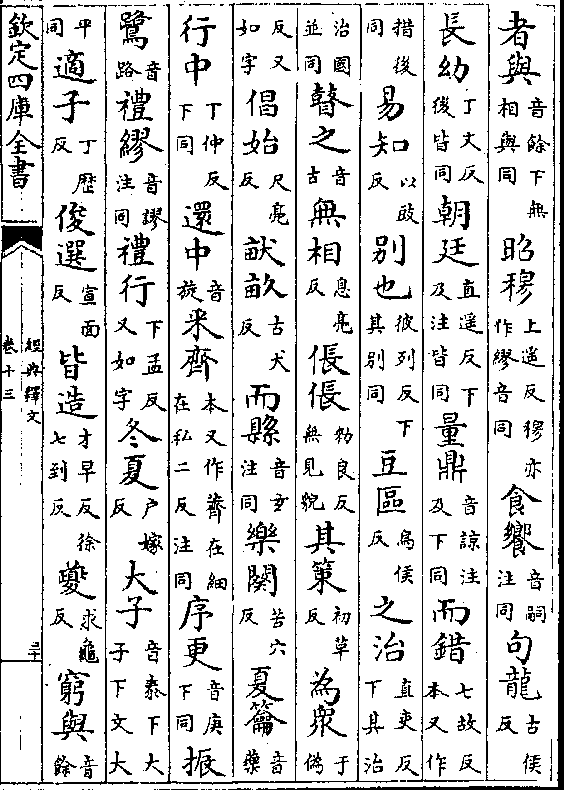 者與音餘下無相與同昭穆上遥反穆亦作繆音同食饗音嗣注同句龍古侯反
長幼丁丈反後皆同朝廷直遥反下及注皆同量鼎音諒注及下同而錯七故反本又作
措後同易知以豉反別也彼列反下其別同豆區烏侯反之治直吏反下其治
治國並同瞽之音古無相息亮反倀倀勑良反無見貌其策初革反為衆于偽
反又如字倡始尺亮反畎畝古犬反而縣音玄注同樂闋苦穴反夏籥音藥
行中丁仲反下同還中音旋采齊本又作薺在細在私二反注同序更音庚下同振
鷺音路禮繆音謬注同禮行下孟反又如字冬夏户嫁反大子音泰下大子下文大
平同適子丁歷反俊選宣面反皆造才早反徐七到反夔求龜反窮與音餘
欽定四庫全書
經典釋文
卷十三
三十